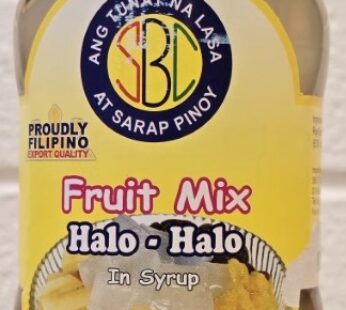 ANG TUNAY NA LASA
SBC
AT SARAP PINOY
PROUDLY
FILIPINO
EXPORT QUALITY
Fruit Mix
Halo - Halo
In Syrup